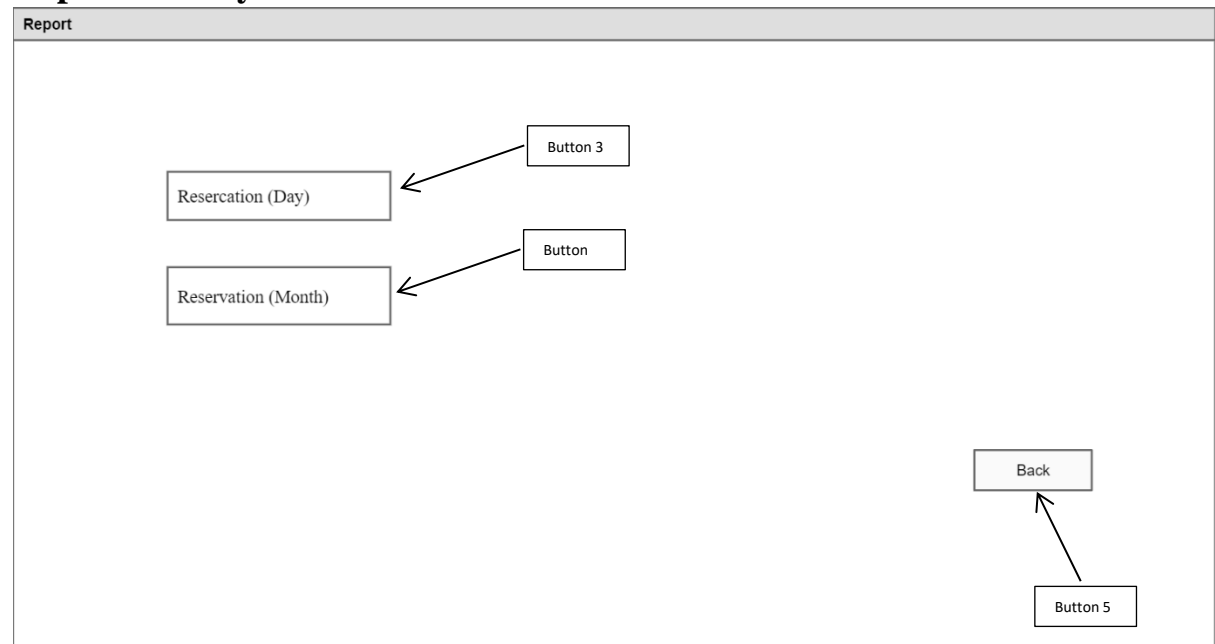 Report
Button 3
Resercation (Day)
Button
Reservation (Month)
Back
Button 5